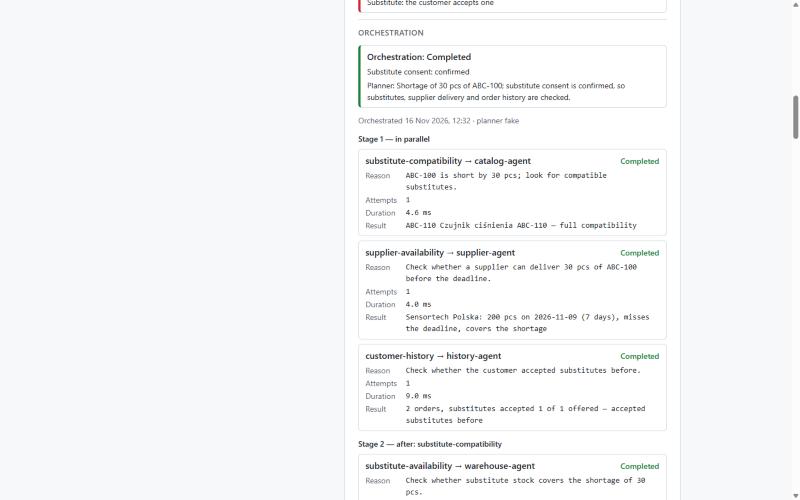 Substitute: the customer accepts one
ORCHESTRATION
Orchestration: Completed
Substitute consent: confirmed
Planner: Shortage of 30 pcs of ABC-100; substitute consent is confirmed, so
substitutes, supplier delivery and order history are checked.
Orchestrated 16 Nov 2026, 12:32 · planner fake
Stage 1 — in parallel
substitute-compatibility → catalog-agent Completed
Reason ABC-100 is short by 30 pcs; look for compatible
substitutes.
Attempts 1
Duration 4.6 ms
Result ABC-110 Czujnik ciśnienia ABC-110 — full compatibility
supplier-availability → supplier-agent Completed
Reason Check whether a supplier can deliver 30 pcs of ABC-100
before the deadline.
Attempts 1
Duration 4.0 ms
Result Sensortech Polska: 200 pcs on 2026-11-09 (7 days), misses
the deadline, covers the shortage
customer-history → history-agent Completed
Reason Check whether the customer accepted substitutes before.
Attempts 1
Duration 9.0 ms
Result 2 orders, substitutes accepted 1 of 1 offered — accepted
substitutes before
Stage 2 — after: substitute-compatibility
substitute-availability → warehouse-agent Completed
Reason Check whether substitute stock covers the shortage of 30
pcs.